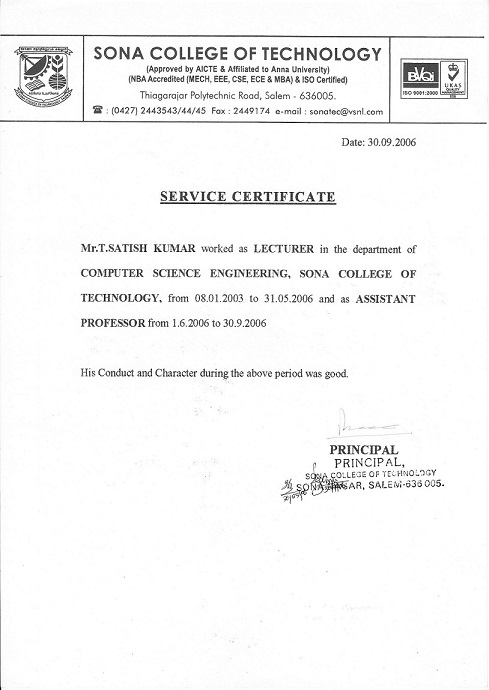 SONA COLLEGE OF TECHNOLOGY
(Approved by AICTE & Affiliated to Anna University)
(NBA Accredited (MECH, EEE, CSE, ECE & MBA) & ISO Certified)
Thiagarajar Polytechnic Road, Salem - 636005.
☎ : (0427) 2443543/44/45 Fax : 2449174 e-mail : sonatec@vsnl.com
BVQi
ISO 9001:2000
UKAS
QUALITY
MANAGEMENT
Date: 30.09.2006
SERVICE CERTIFICATE
Mr.T.SATISH KUMAR worked as LECTURER in the department of
COMPUTER SCIENCE ENGINEERING, SONA COLLEGE OF
TECHNOLOGY, from 08.01.2003 to 31.05.2006 and as ASSISTANT
PROFESSOR from 1.6.2006 to 30.9.2006
His Conduct and Character during the above period was good.
PRINCIPAL
PRINCIPAL,
SONA COLLEGE OF TECHNOLOGY
SONA NAGAR, SALEM-636 005.